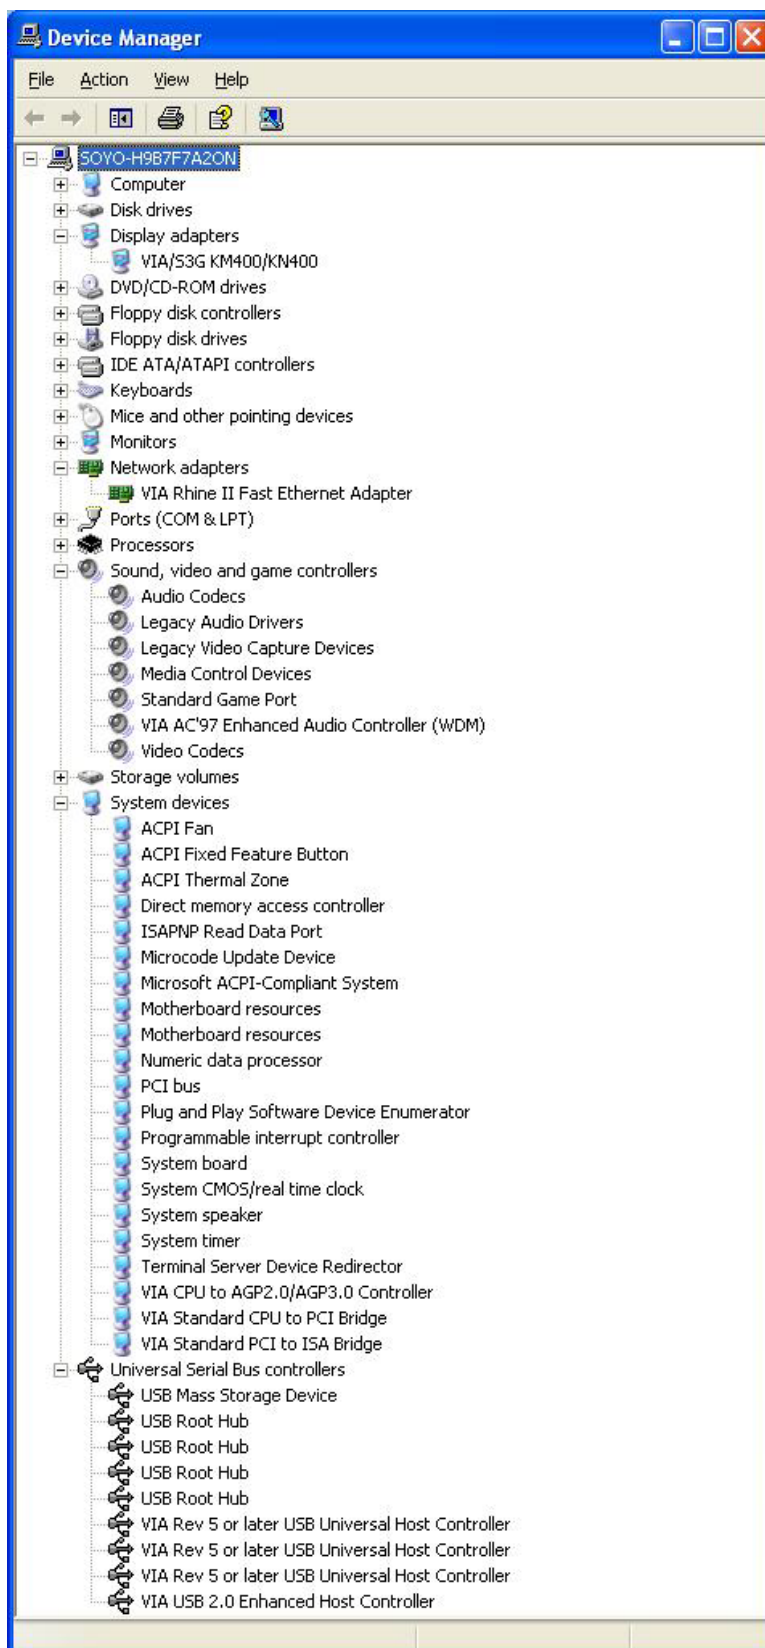 Device Manager
File Action View Help
SOYO-H9B7F7A2ON
Computer
Disk drives
Display adapters
VIA/S3G KM400/KN400
DVD/CD-ROM drives
Floppy disk controllers
Floppy disk drives
IDE ATA/ATAPI controllers
Keyboards
Mice and other pointing devices
Monitors
Network adapters
VIA Rhine II Fast Ethernet Adapter
Ports (COM & LPT)
Processors
Sound, video and game controllers
Audio Codecs
Legacy Audio Drivers
Legacy Video Capture Devices
Media Control Devices
Standard Game Port
VIA AC'97 Enhanced Audio Controller (WDM)
Video Codecs
Storage volumes
System devices
ACPI Fan
ACPI Fixed Feature Button
ACPI Thermal Zone
Direct memory access controller
ISAPNP Read Data Port
Microcode Update Device
Microsoft ACPI-Compliant System
Motherboard resources
Motherboard resources
Numeric data processor
PCI bus
Plug and Play Software Device Enumerator
Programmable interrupt controller
System board
System CMOS/real time clock
System speaker
System timer
Terminal Server Device Redirector
VIA CPU to AGP2.0/AGP3.0 Controller
VIA Standard CPU to PCI Bridge
VIA Standard PCI to ISA Bridge
Universal Serial Bus controllers
USB Mass Storage Device
USB Root Hub
USB Root Hub
USB Root Hub
USB Root Hub
VIA Rev 5 or later USB Universal Host Controller
VIA Rev 5 or later USB Universal Host Controller
VIA Rev 5 or later USB Universal Host Controller
VIA USB 2.0 Enhanced Host Controller